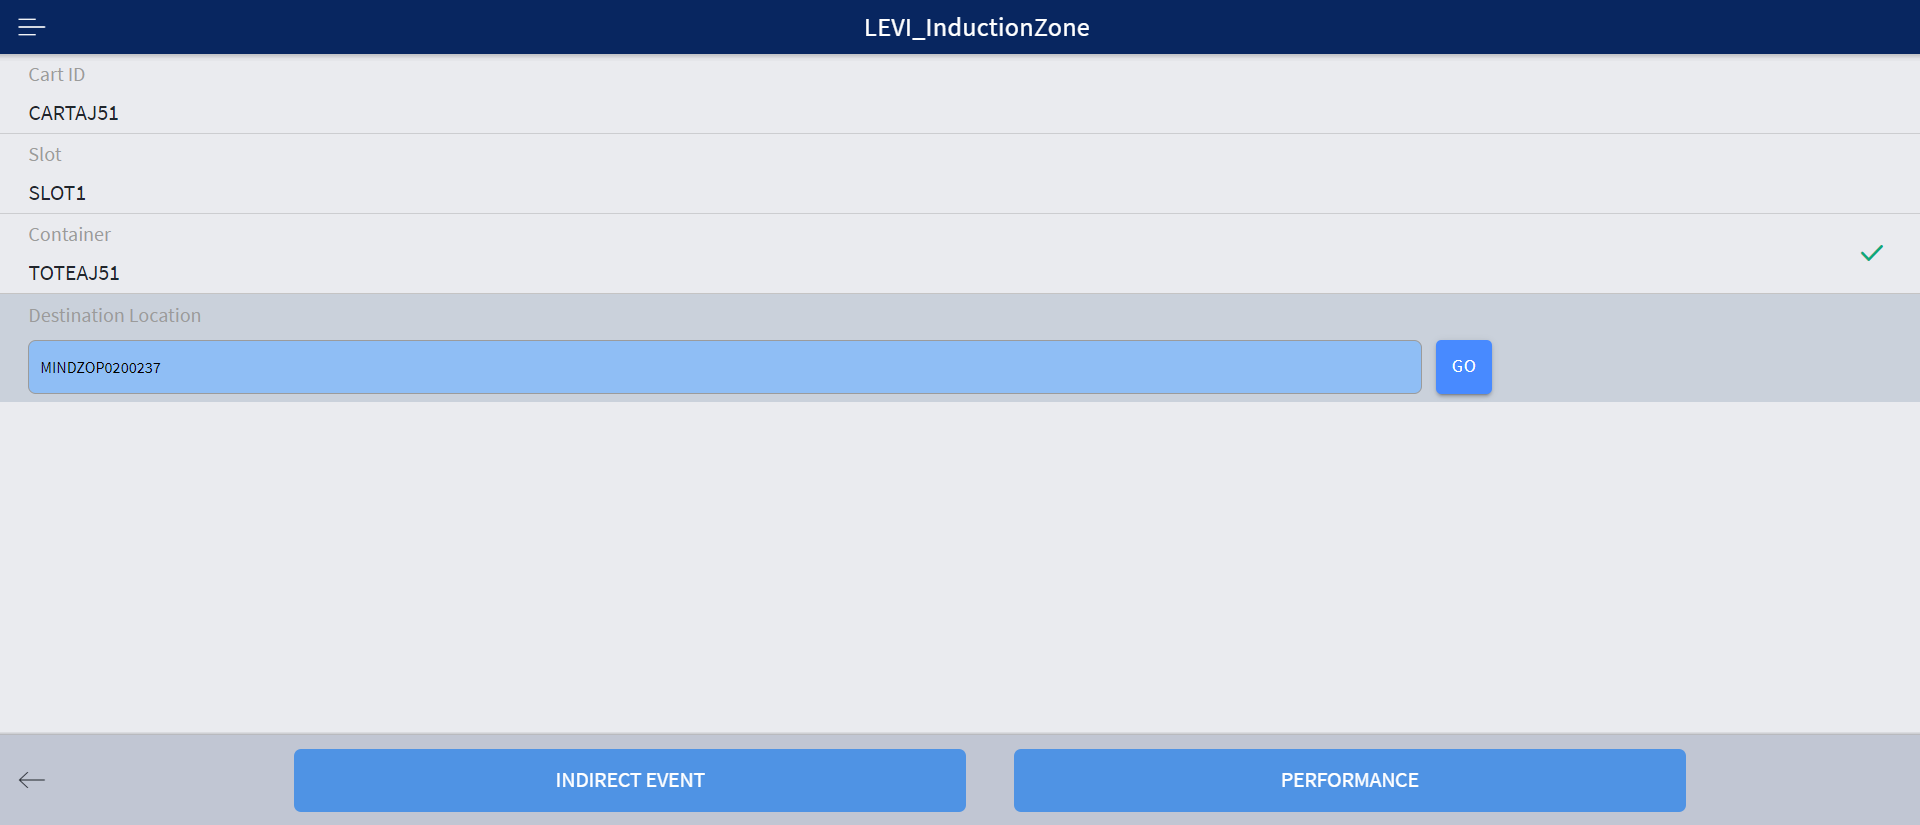 LEVI_InductionZone
Cart ID
CARTAJ51
Slot
SLOT1
Container
TOTEAJ51
Destination Location
MINDZOP0200237
GO
INDIRECT EVENT
PERFORMANCE